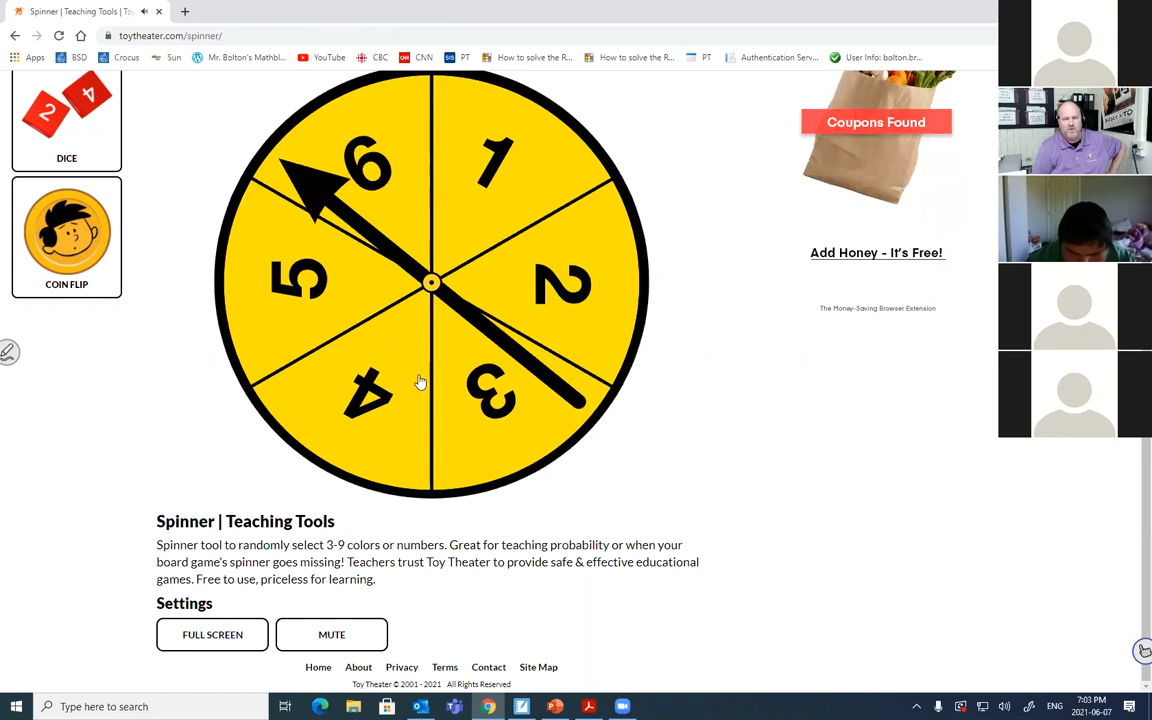 Spinner | Teaching Tools | To
toytheater.com/spinner/
Apps
BSD
Crocus
Sun
Mr. Bolton's Mathbl...
YouTube
CBC
CNN
SIS
PT
How to solve the R...
How to solve the R...
PT
Authentication Serv...
User Info: bolton.br...
2
4
DICE
COIN FLIP
6
1
5
2
4
3
Coupons Found
Add Honey - It's Free!
The Money-Saving Browser Extension
Spinner | Teaching Tools
Spinner tool to randomly select 3-9 colors or numbers. Great for teaching probability or when your
board game's spinner goes missing! Teachers trust Toy Theater to provide safe & effective educational
games. Free to use, priceless for learning.
Settings
FULL SCREEN
MUTE
Home
About
Privacy
Terms
Contact
Site Map
Toy Theater © 2001 - 2021 All Rights Reserved
Type here to search
ENG
7:03 PM
2021-06-07